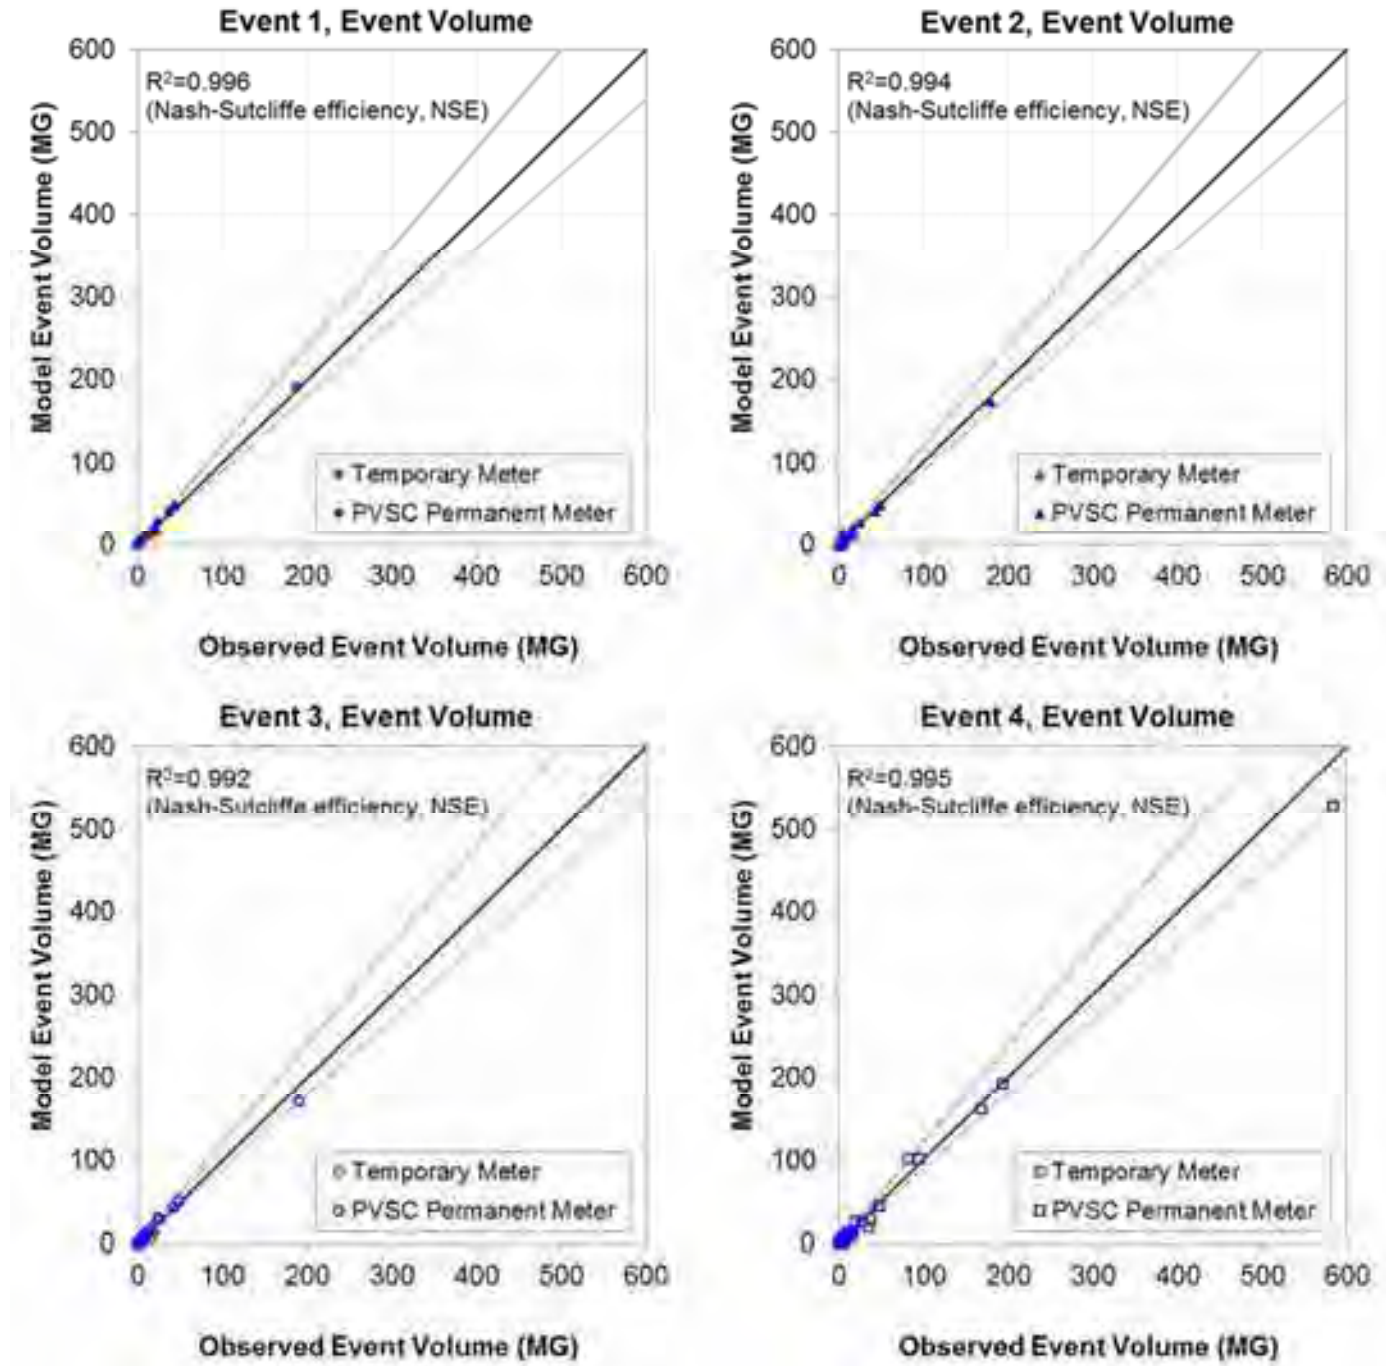 Event 1, Event Volume
R²=0.996
(Nash-Sutcliffe efficiency, NSE)
Model Event Volume (MG)
600
500
400
300
200
100
0
Temporary Meter
PVSC Permanent Meter
0 100 200 300 400 500 600
Observed Event Volume (MG)
Event 2, Event Volume
R²=0.994
(Nash-Sutcliffe efficiency, NSE)
Model Event Volume (MG)
600
500
400
300
200
100
0
Temporary Meter
PVSC Permanent Meter
0 100 200 300 400 500 600
Observed Event Volume (MG)
Event 3, Event Volume
R²=0.992
(Nash-Sutcliffe efficiency, NSE)
Model Event Volume (MG)
600
500
400
300
200
100
0
Temporary Meter
PVSC Permanent Meter
0 100 200 300 400 500 600
Observed Event Volume (MG)
Event 4, Event Volume
R²=0.995
(Nash-Sutcliffe efficiency, NSE)
Model Event Volume (MG)
600
500
400
300
200
100
0
Temporary Meter
PVSC Permanent Meter
0 100 200 300 400 500 600
Observed Event Volume (MG)